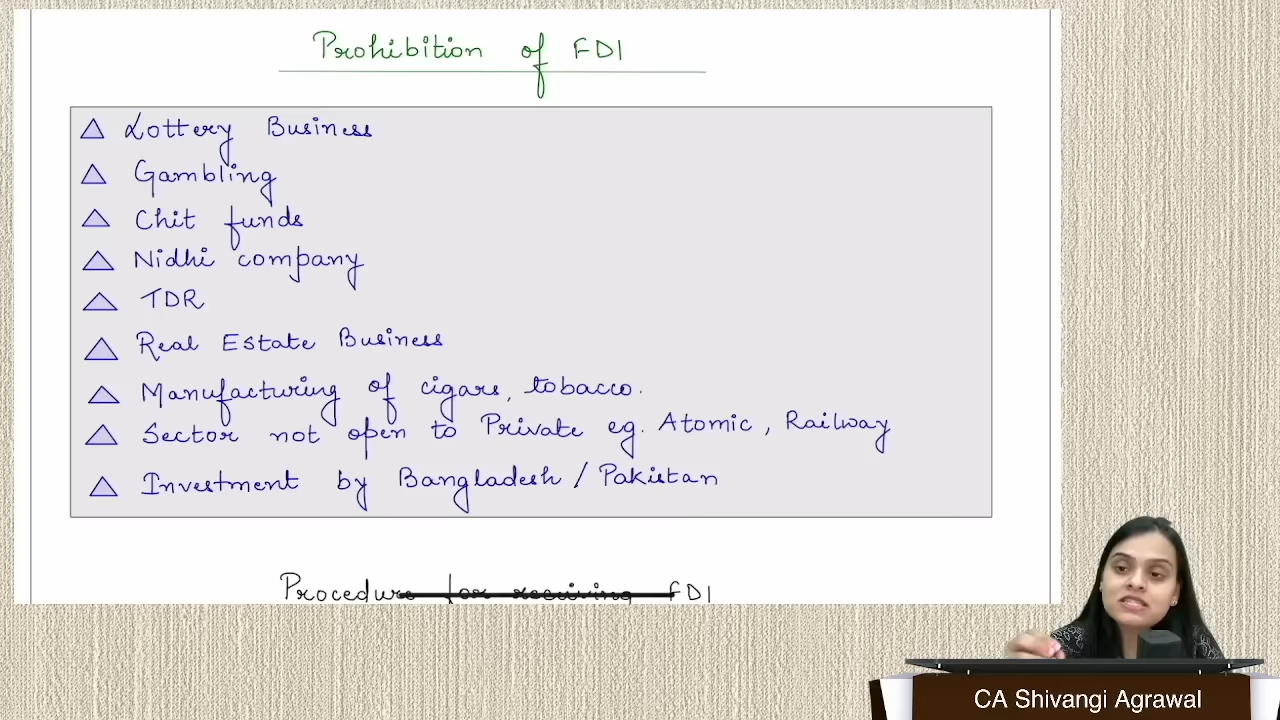 Prohibition of FDI
Lottery Business
Gambling
Chit funds
Nidhi company
TDR
Real Estate Business
Manufacturing of cigars, tobacco.
Sector not open to Private eg. Atomic, Railway
Investment by Bangladesh / Pakistan
Procedure for receiving FDI
CA Shivangi Agrawal